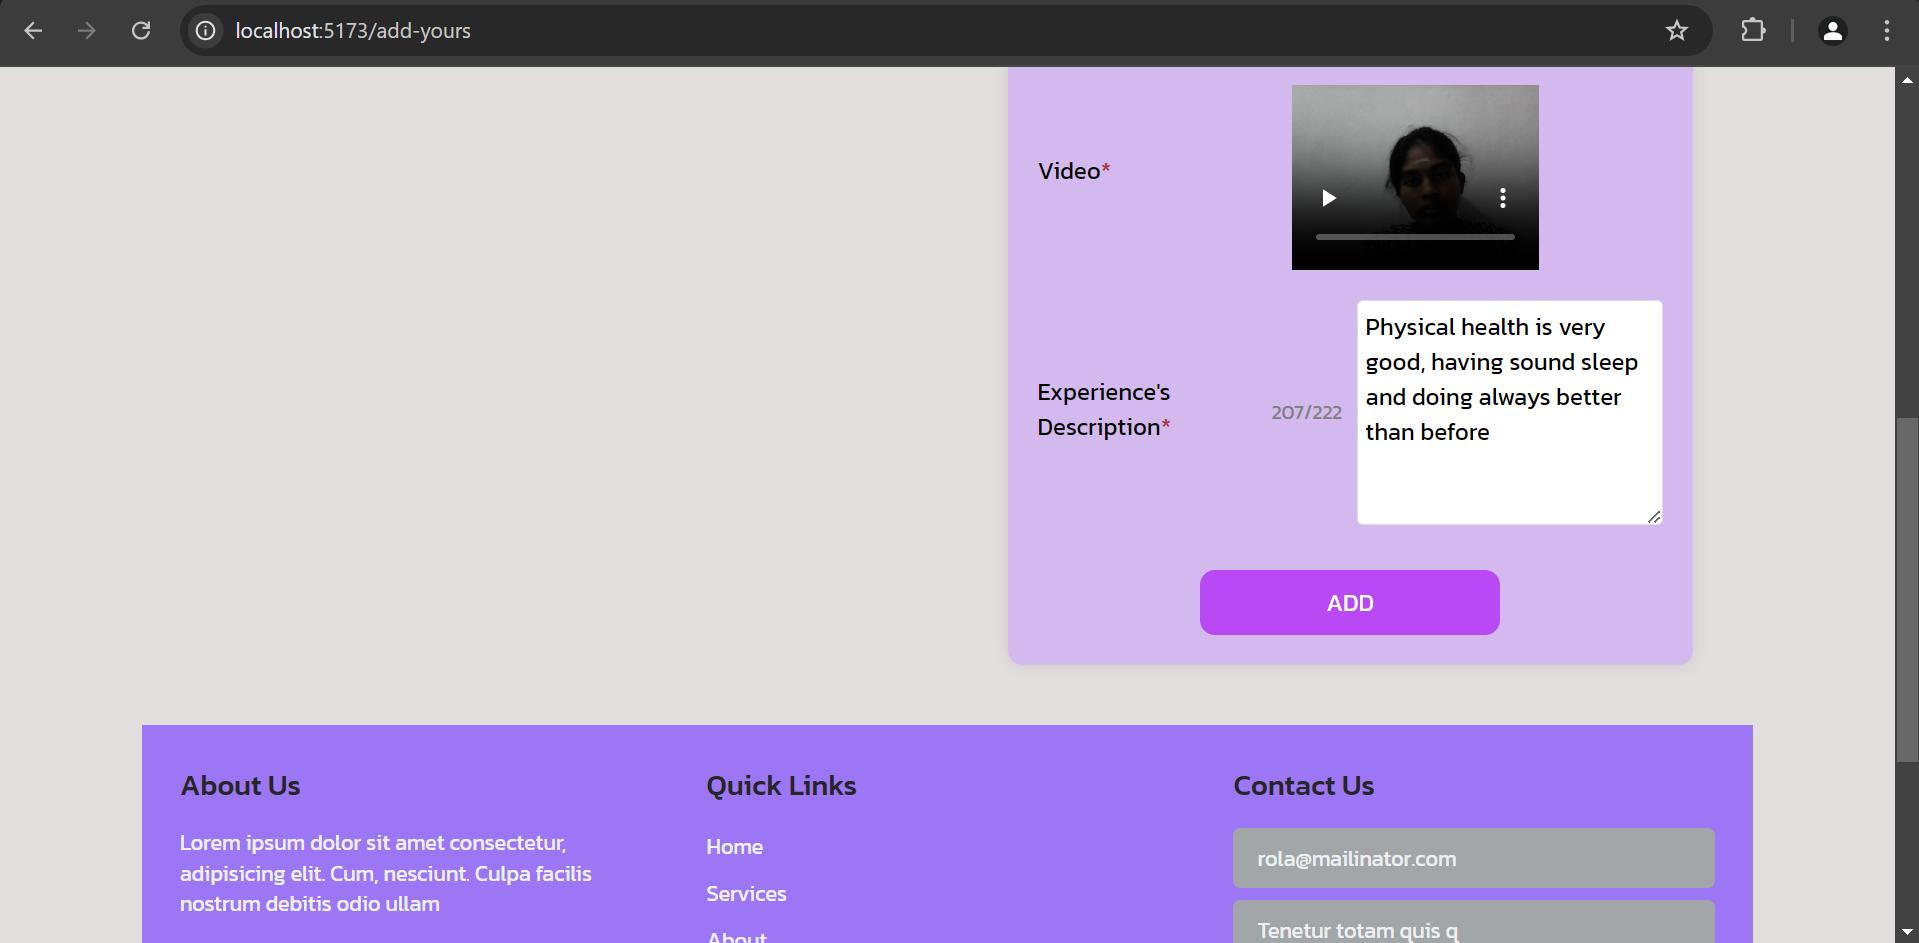 localhost:5173/add-yours
Video*
Experience's
Description*
207/222
Physical health is very
good, having sound sleep
and doing always better
than before
ADD
About Us
Lorem ipsum dolor sit amet consectetur,
adipisicing elit. Cum, nesciunt. Culpa facilis
nostrum debitis odio ullam
Quick Links
Home
Services
About
Contact Us
rola@mailinator.com
Tenetur totam quis q